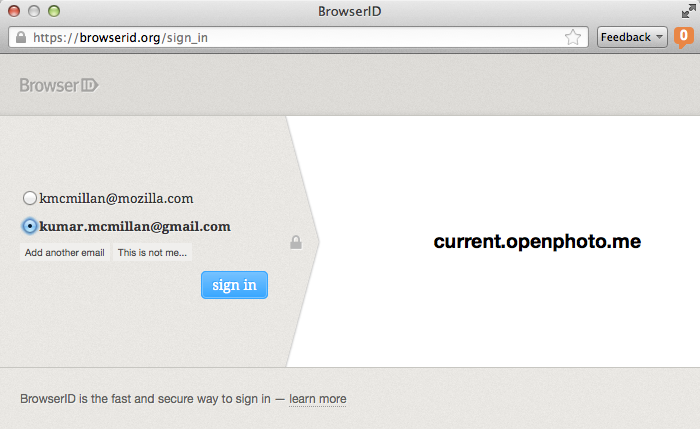 BrowserID
https://browserid.org/sign_in
Feedback
0
BrowserID
kmcmillan@mozilla.com
kumar.mcmillan@gmail.com
Add another email
This is not me...
sign in
current.openphoto.me
BrowserID is the fast and secure way to sign in — learn more